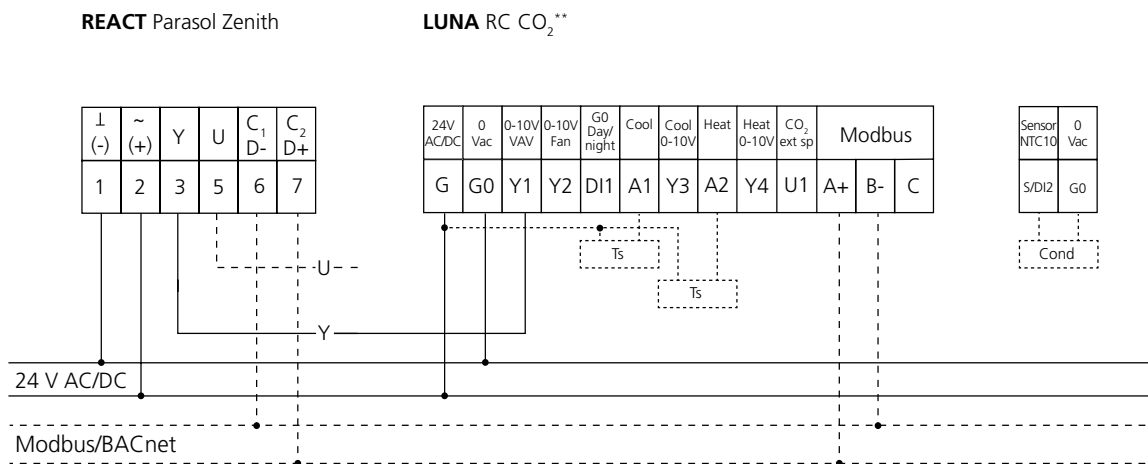 REACT Parasol Zenith
LUNA RC CO₂**
⊥ (-)
~ (+)
Y
U
C₁ D-
C₂ D+
1 2 3 5 6 7
24V AC/DC
0 Vac
0-10V VAV
0-10V Fan
G0 Day/ night
Cool
Cool 0-10V
Heat
Heat 0-10V
CO₂ ext sp
Modbus
G G0 Y1 Y2 DI1 A1 Y3 A2 Y4 U1 A+ B- C
Sensor NTC10
0 Vac
S/DI2 G0
Ts
Cond
U
Ts
Y
24 V AC/DC
Modbus/BACnet